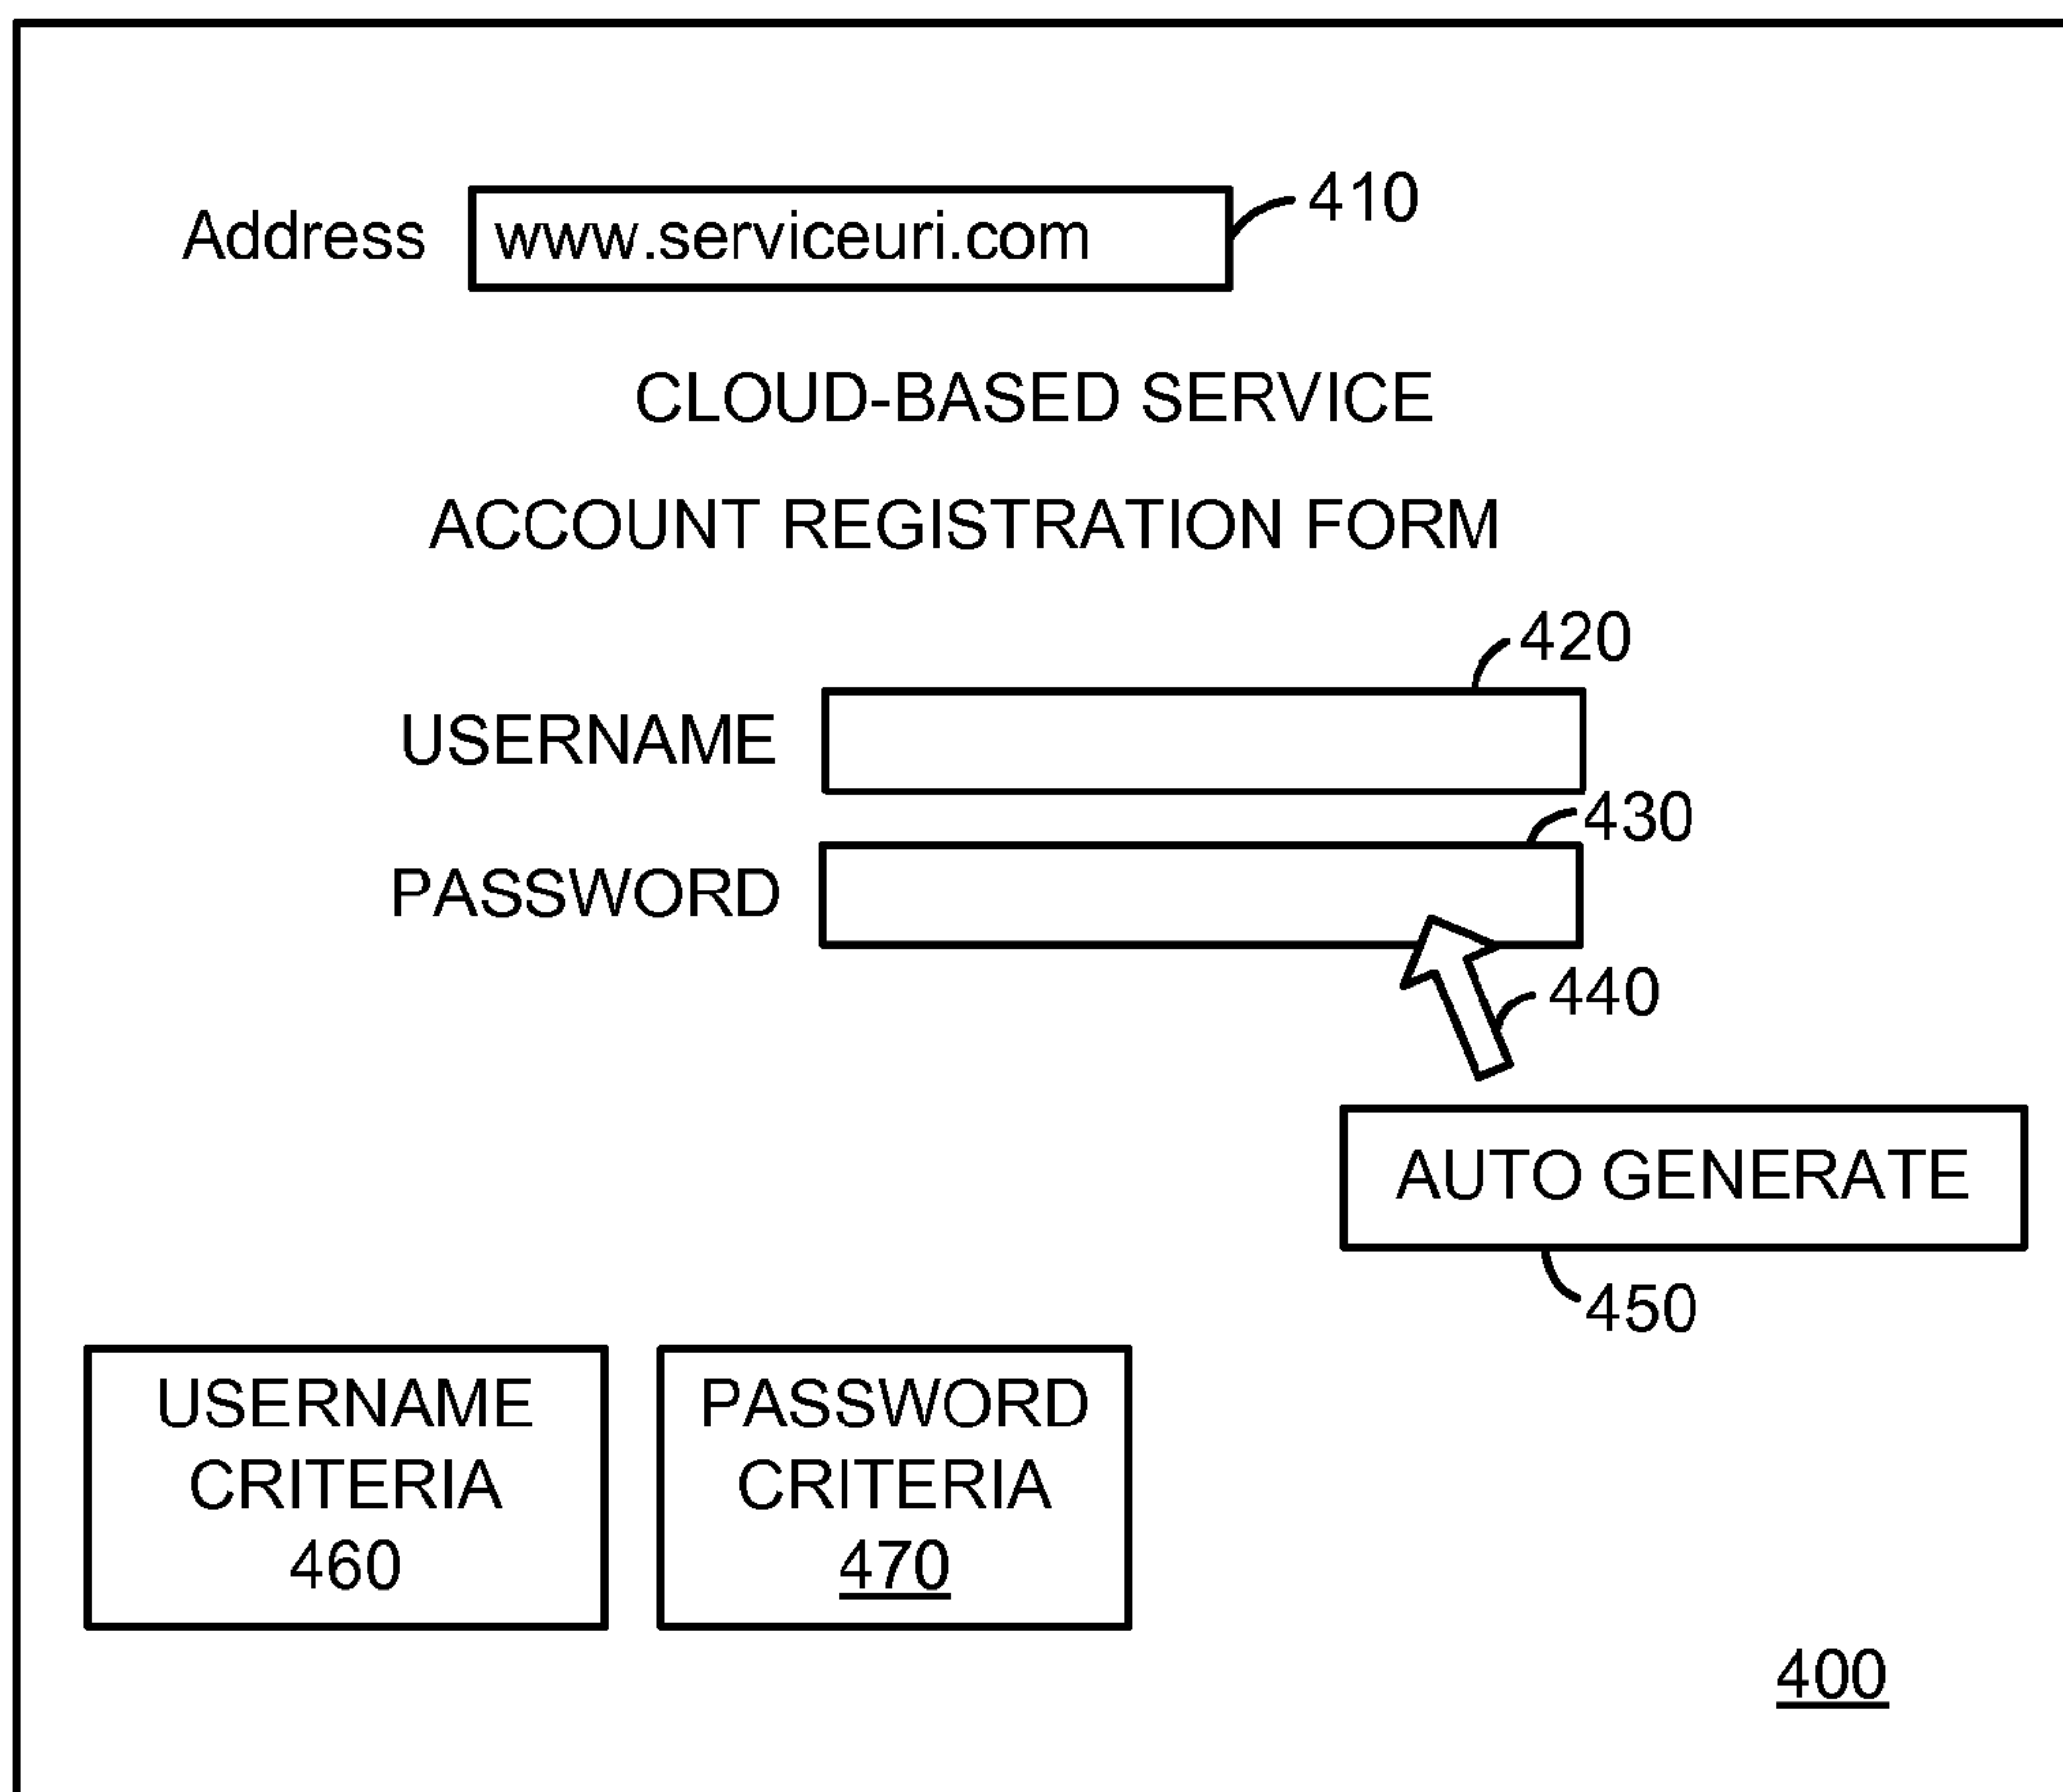 410
Address www.serviceuri.com
CLOUD-BASED SERVICE
ACCOUNT REGISTRATION FORM
420
USERNAME
430
PASSWORD
440
AUTO GENERATE
450
USERNAME
CRITERIA
460
PASSWORD
CRITERIA
470
400